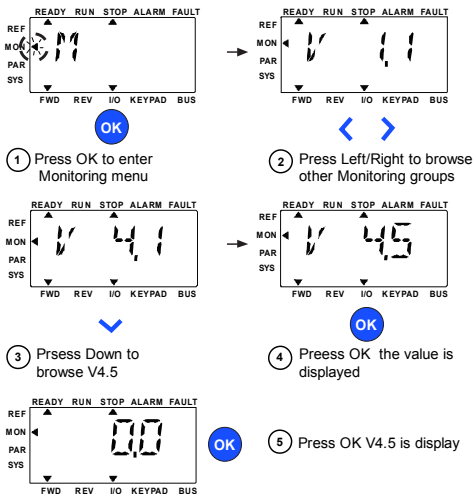 READY RUN STOP ALARM FAULT
REF
MON
PAR
SYS
M
FWD REV I/O KEYPAD BUS
OK
1 Press OK to enter
Monitoring menu
READY RUN STOP ALARM FAULT
REF
MON
PAR
SYS
V 1.1
FWD REV I/O KEYPAD BUS
2 Press Left/Right to browse
other Monitoring groups
READY RUN STOP ALARM FAULT
REF
MON
PAR
SYS
V 4.1
FWD REV I/O KEYPAD BUS
3 Prsess Down to
browse V4.5
READY RUN STOP ALARM FAULT
REF
MON
PAR
SYS
V 4.5
FWD REV I/O KEYPAD BUS
OK
4 Preess OK the value is
displayed
READY RUN STOP ALARM FAULT
REF
MON
PAR
SYS
0.0
FWD REV I/O KEYPAD BUS
OK
5 Press OK V4.5 is display